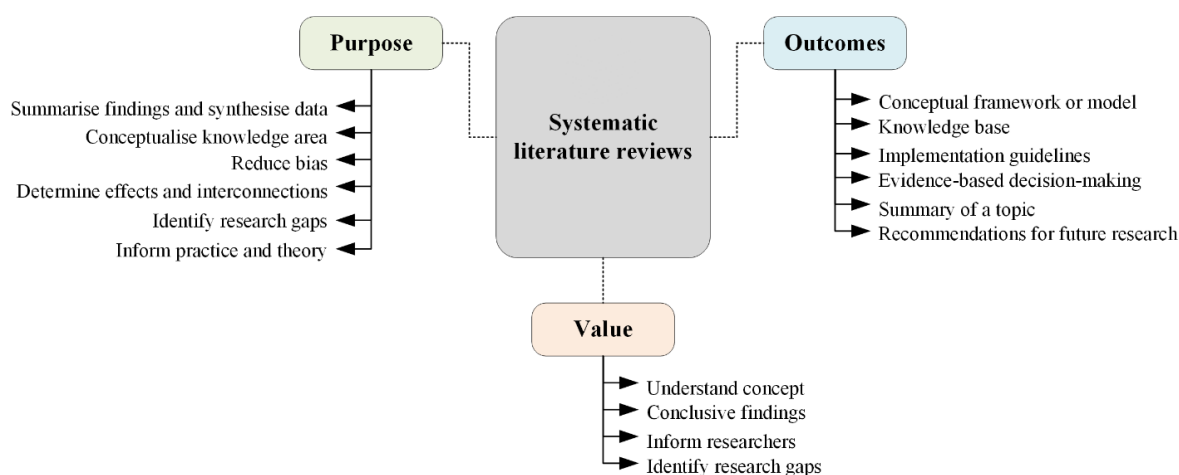 Purpose
Summarise findings and synthesise data
Conceptualise knowledge area
Reduce bias
Determine effects and interconnections
Identify research gaps
Inform practice and theory
Systematic
literature reviews
Outcomes
Conceptual framework or model
Knowledge base
Implementation guidelines
Evidence-based decision-making
Summary of a topic
Recommendations for future research
Value
Understand concept
Conclusive findings
Inform researchers
Identify research gaps